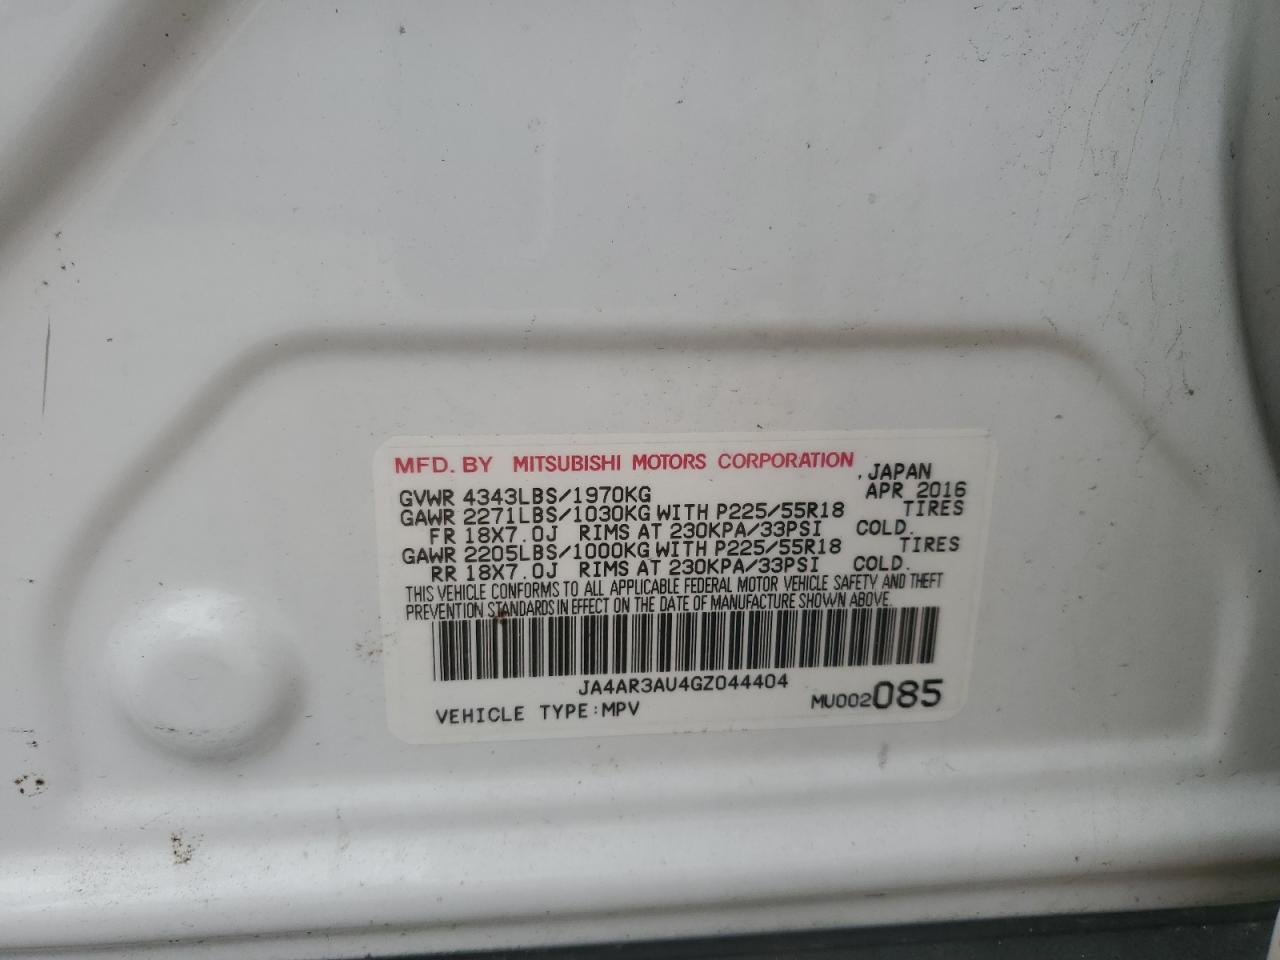 MFD. BY MITSUBISHI MOTORS CORPORATION, JAPAN
GVWR 4343LBS/1970KG APR 2016
GAWR 2271LBS/1030KG WITH P225/55R18 TIRES
FR 18X7.0J RIMS AT 230KPA/33PSI COLD.
GAWR 2205LBS/1000KG WITH P225/55R18 TIRES
RR 18X7.0J RIMS AT 230KPA/33PSI COLD.
THIS VEHICLE CONFORMS TO ALL APPLICABLE FEDERAL MOTOR VEHICLE SAFETY AND THEFT
PREVENTION STANDARDS IN EFFECT ON THE DATE OF MANUFACTURE SHOWN ABOVE.
JA4AR3AU4GZ044404
VEHICLE TYPE:MPV MU002085